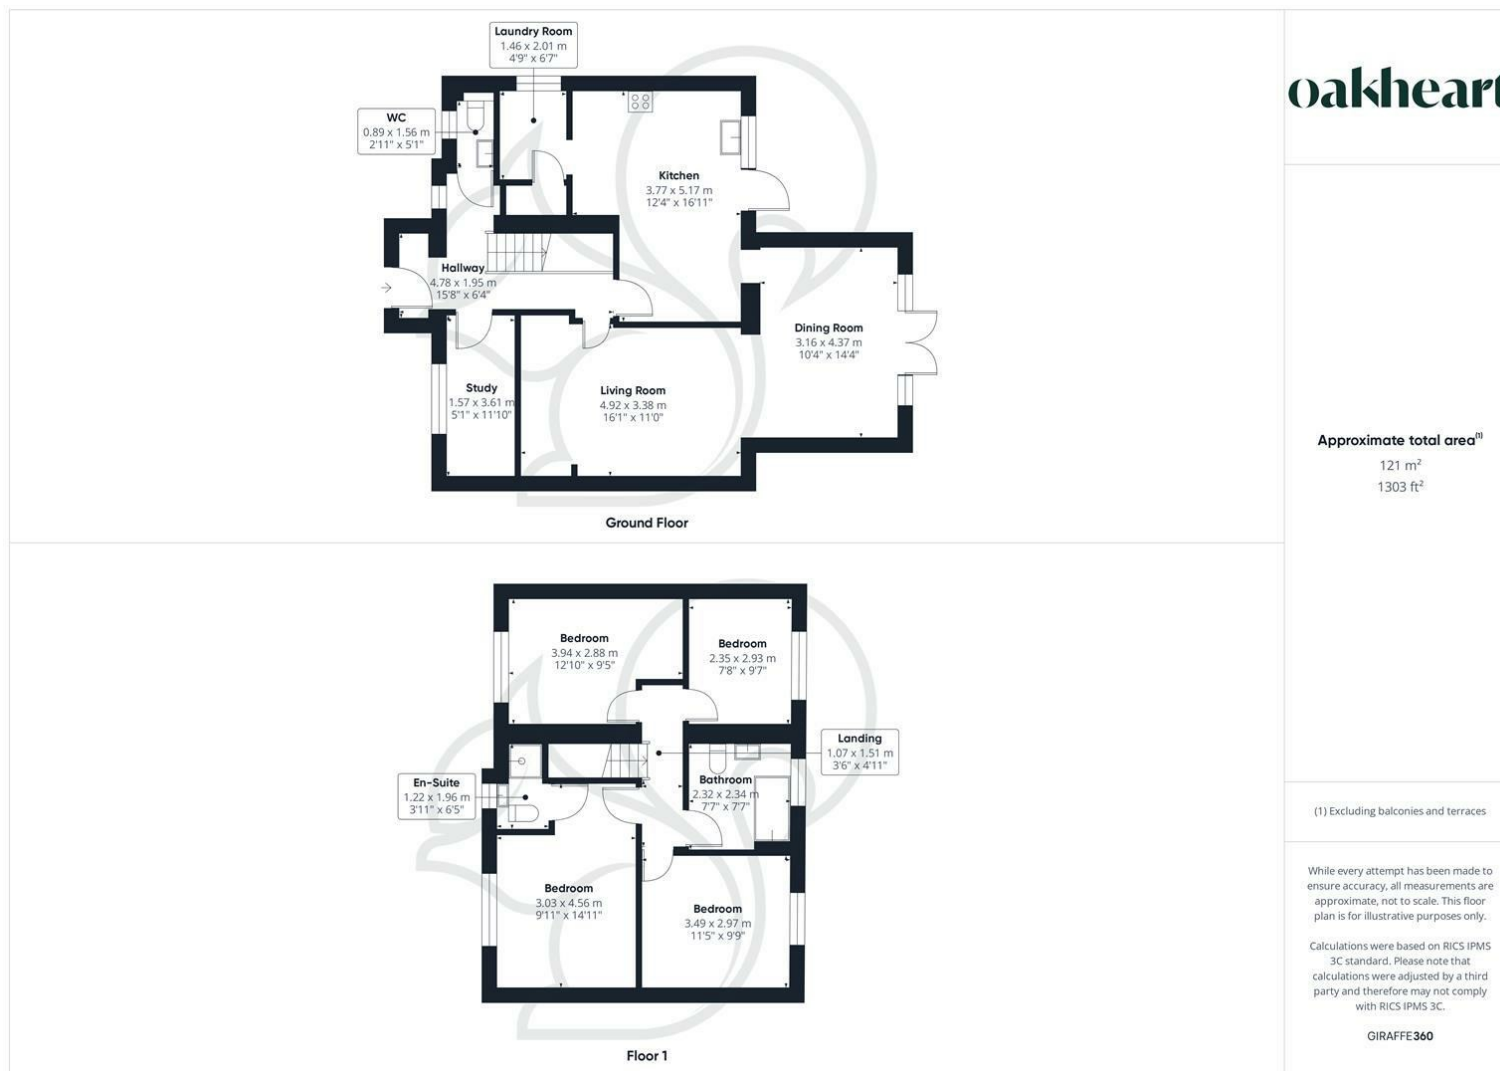 Laundry Room
1.46 x 2.01 m
4'9" x 6'7"
WC
0.89 x 1.56 m
2'11" x 5'1"
Kitchen
3.77 x 5.17 m
12'4" x 16'11"
Hallway
4.78 x 1.95 m
15'8" x 6'4"
Dining Room
3.16 x 4.37 m
10'4" x 14'4"
Study
1.57 x 3.61 m
5'1" x 11'10"
Living Room
4.92 x 3.38 m
16'1" x 11'0"
Ground Floor
Bedroom
3.94 x 2.88 m
12'10" x 9'5"
Bedroom
2.35 x 2.93 m
7'8" x 9'7"
Landing
1.07 x 1.51 m
3'6" x 4'11"
En-Suite
1.22 x 1.96 m
3'11" x 6'5"
Bathroom
2.32 x 2.34 m
7'7" x 7'7"
Bedroom
3.03 x 4.56 m
9'11" x 14'11"
Bedroom
3.49 x 2.97 m
11'5" x 9'9"
Floor 1
oakheart
Approximate total area(1)
121 m²
1303 ft²
(1) Excluding balconies and terraces
While every attempt has been made to
ensure accuracy, all measurements are
approximate, not to scale. This floor
plan is for illustrative purposes only.
Calculations were based on RICS IPMS
3C standard. Please note that
calculations were adjusted by a third
party and therefore may not comply
with RICS IPMS 3C.
GIRAFFE360